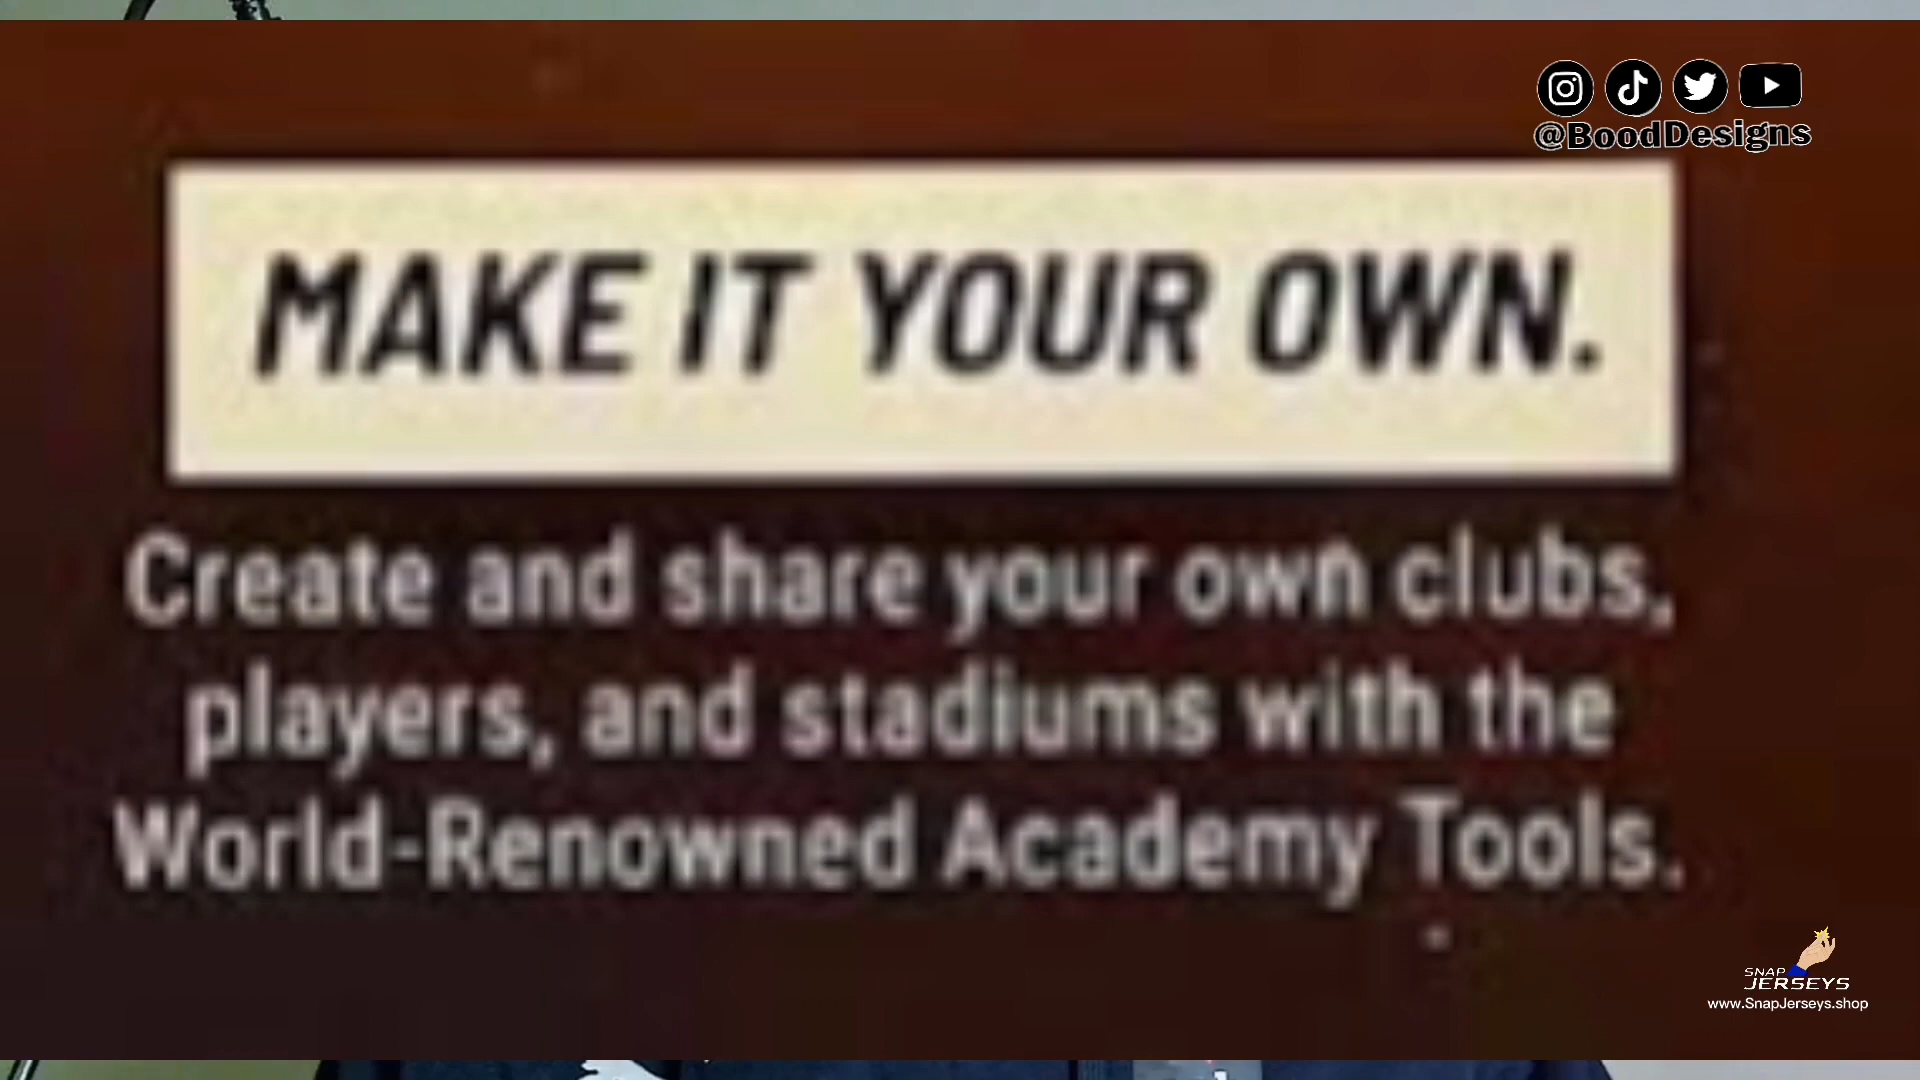 @BoodDesigns
MAKE IT YOUR OWN.
Create and share your own clubs,
players, and stadiums with the
World-Renowned Academy Tools.
SNAP
JERSEYS
www.SnapJerseys.shop